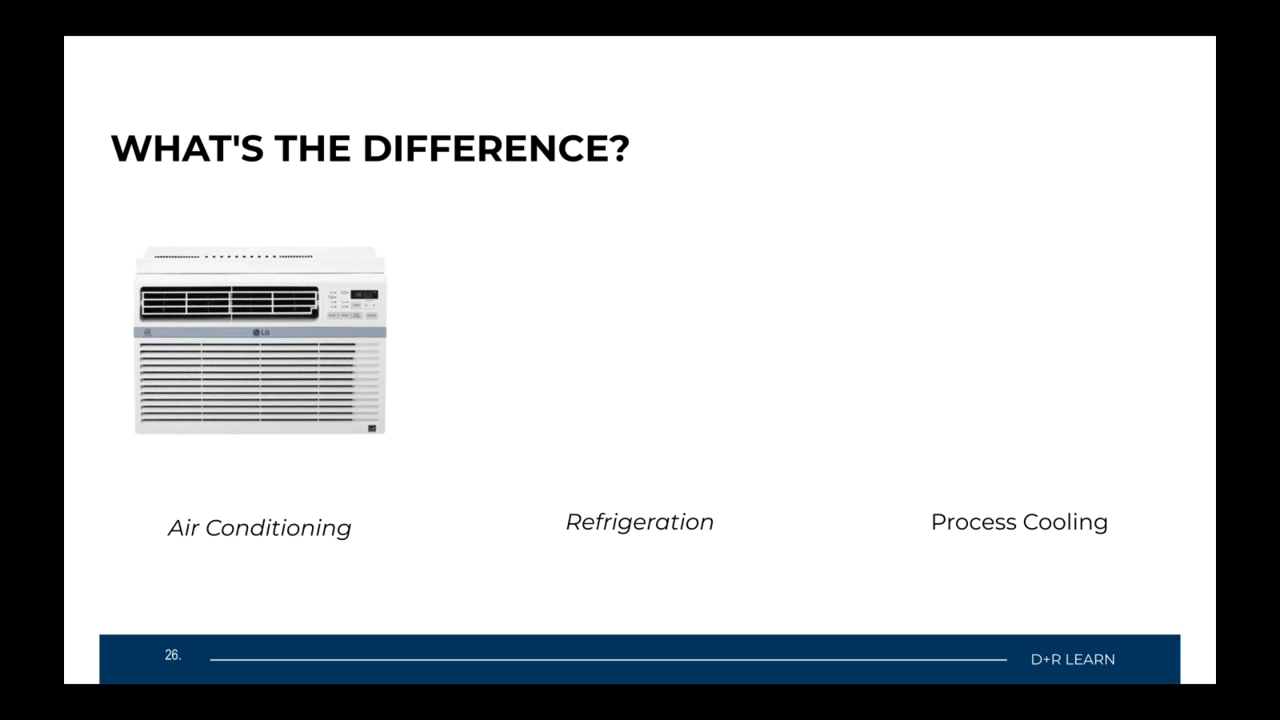 WHAT'S THE DIFFERENCE?
LG
Air Conditioning
Refrigeration
Process Cooling
26.
D+R LEARN